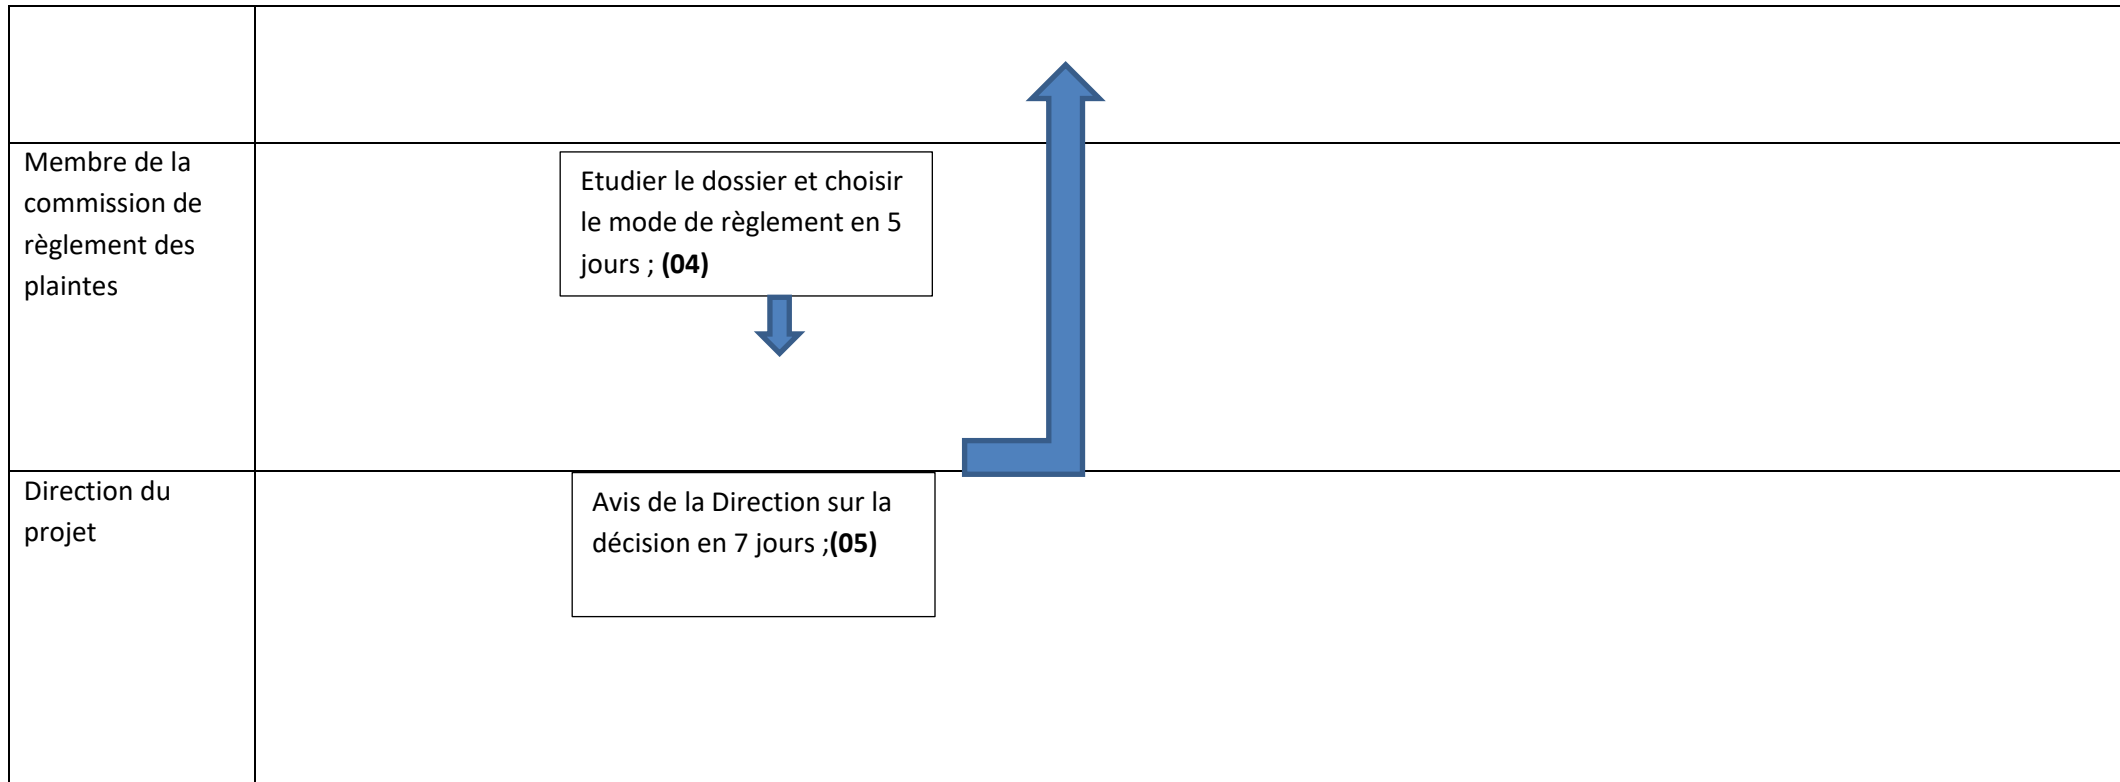 Membre de la
commission de
règlement des
plaintes
Etudier le dossier et choisir
le mode de règlement en 5
jours ; (04)
Direction du
projet
Avis de la Direction sur la
décision en 7 jours ;(05)